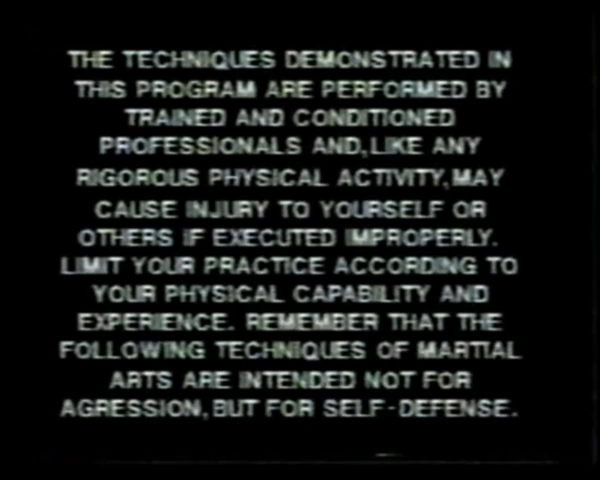 THE TECHNIQUES DEMONSTRATED IN
THIS PROGRAM ARE PERFORMED BY
TRAINED AND CONDITIONED
PROFESSIONALS AND, LIKE ANY
RIGOROUS PHYSICAL ACTIVITY, MAY
CAUSE INJURY TO YOURSELF OR
OTHERS IF EXECUTED IMPROPERLY.
LIMIT YOUR PRACTICE ACCORDING TO
YOUR PHYSICAL CAPABILITY AND
EXPERIENCE. REMEMBER THAT THE
FOLLOWING TECHNIQUES OF MARTIAL
ARTS ARE INTENDED NOT FOR
AGRESSION, BUT FOR SELF-DEFENSE.